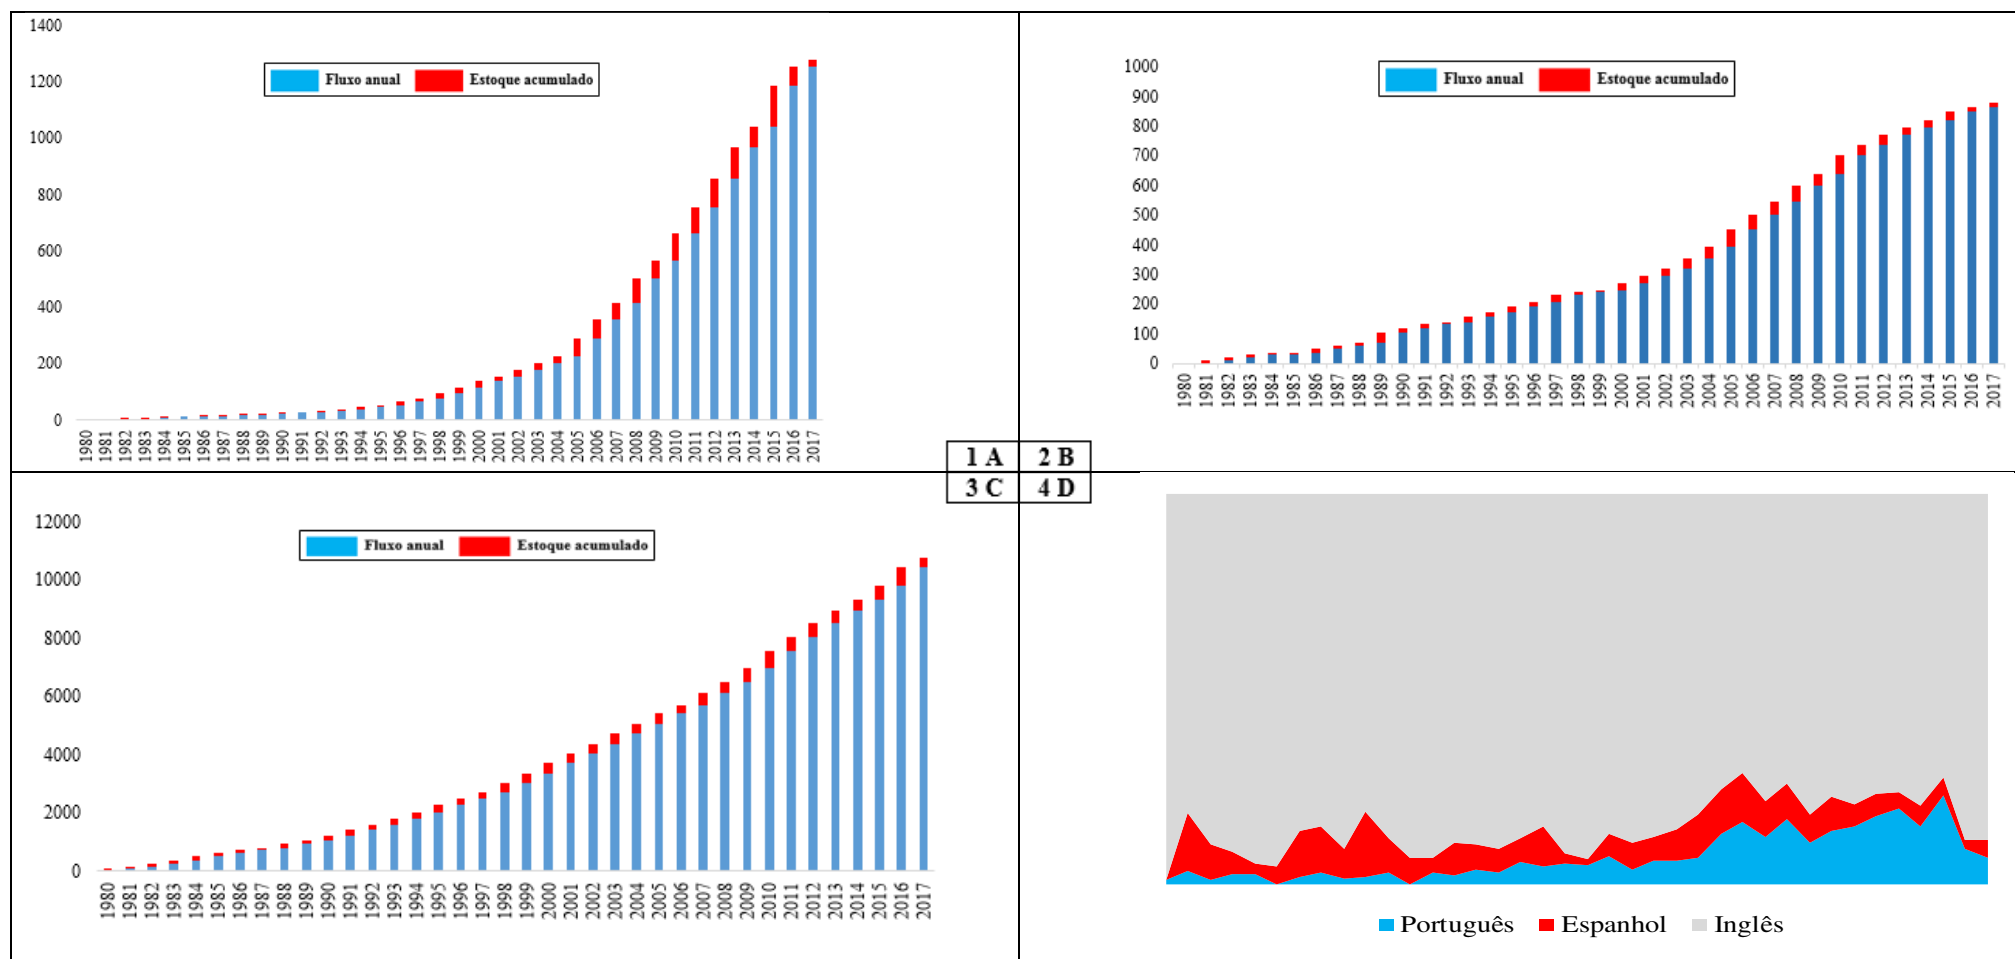 1400
1200
1000
800
600
400
200
0
Fluxo anual Estoque acumulado
1980 1981 1982 1983 1984 1985 1986 1987 1988 1989 1990 1991 1992 1993 1994 1995 1996 1997 1998 1999 2000 2001 2002 2003 2004 2005 2006 2007 2008 2009 2010 2011 2012 2013 2014 2015 2016 2017
1000
900
800
700
600
500
400
300
200
100
0
Fluxo anual Estoque acumulado
1980 1981 1982 1983 1984 1985 1986 1987 1988 1989 1990 1991 1992 1993 1994 1995 1996 1997 1998 1999 2000 2001 2002 2003 2004 2005 2006 2007 2008 2009 2010 2011 2012 2013 2014 2015 2016 2017
1 A 2 B
3 C 4 D
12000
10000
8000
6000
4000
2000
0
Fluxo anual Estoque acumulado
1980 1981 1982 1983 1984 1985 1986 1987 1988 1989 1990 1991 1992 1993 1994 1995 1996 1997 1998 1999 2000 2001 2002 2003 2004 2005 2006 2007 2008 2009 2010 2011 2012 2013 2014 2015 2016 2017
Português Espanhol Inglês